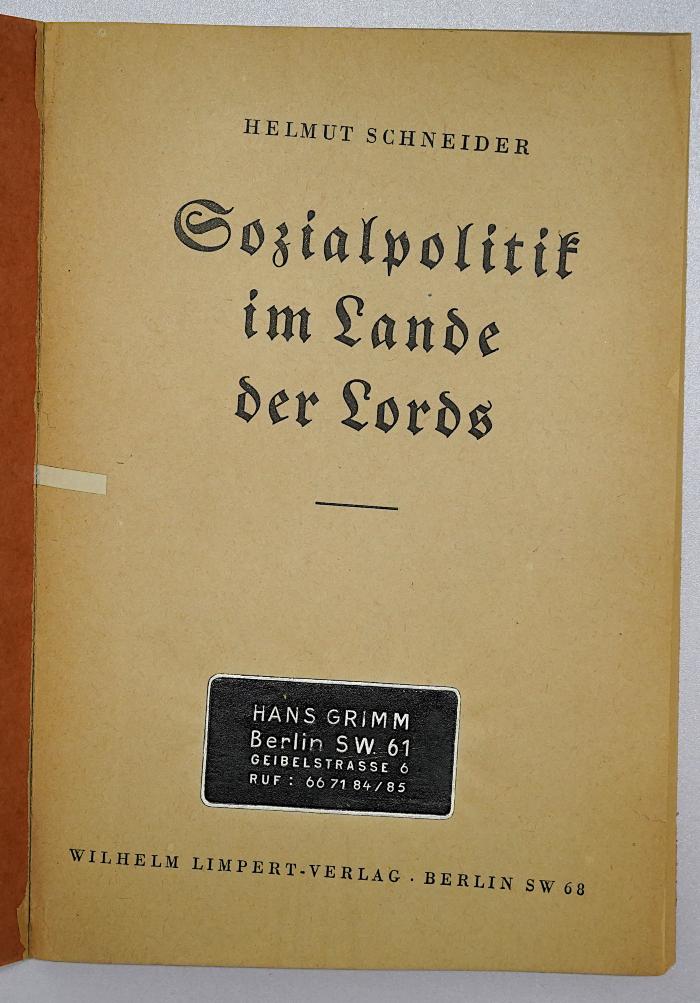 HELMUT SCHNEIDER
Sozialpolitik
im Lande
der Lords
HANS GRIMM
Berlin SW. 61
GEIBELSTRASSE 6
RUF: 66 71 84/85
WILHELM LIMPERT-VERLAG · BERLIN SW 68